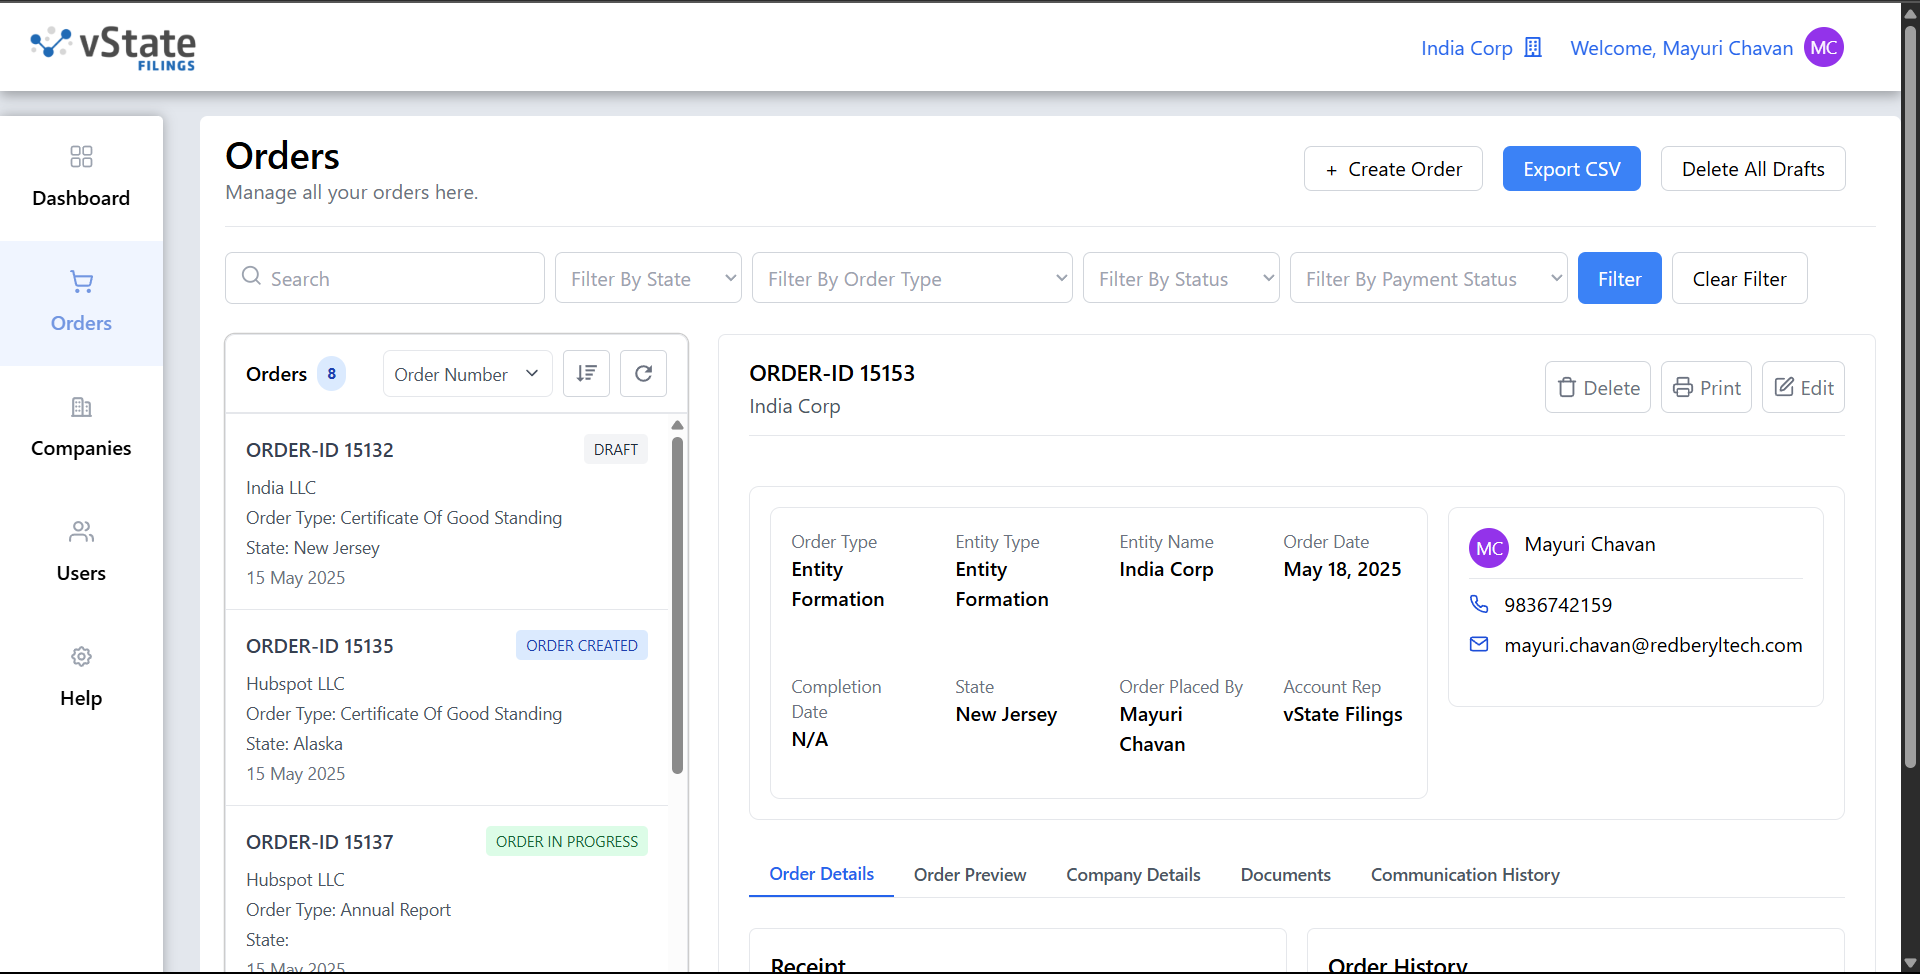 vState
FILINGS
India Corp
Welcome, Mayuri Chavan
MC
Dashboard
Orders
Companies
Users
Help
Orders
Manage all your orders here.
+ Create Order
Export CSV
Delete All Drafts
Search
Filter By State
Filter By Order Type
Filter By Status
Filter By Payment Status
Filter
Clear Filter
Orders 8
Order Number
ORDER-ID 15132
DRAFT
India LLC
Order Type: Certificate Of Good Standing
State: New Jersey
15 May 2025
ORDER-ID 15135
ORDER CREATED
Hubspot LLC
Order Type: Certificate Of Good Standing
State: Alaska
15 May 2025
ORDER-ID 15137
ORDER IN PROGRESS
Hubspot LLC
Order Type: Annual Report
State:
15 May 2025
ORDER-ID 15153
India Corp
Delete
Print
Edit
Order Type
Entity
Formation
Entity Type
Entity
Formation
Entity Name
India Corp
Order Date
May 18, 2025
Completion
Date
N/A
State
New Jersey
Order Placed By
Mayuri
Chavan
Account Rep
vState Filings
MC
Mayuri Chavan
9836742159
mayuri.chavan@redberyltech.com
Order Details
Order Preview
Company Details
Documents
Communication History
Receipt
Order History